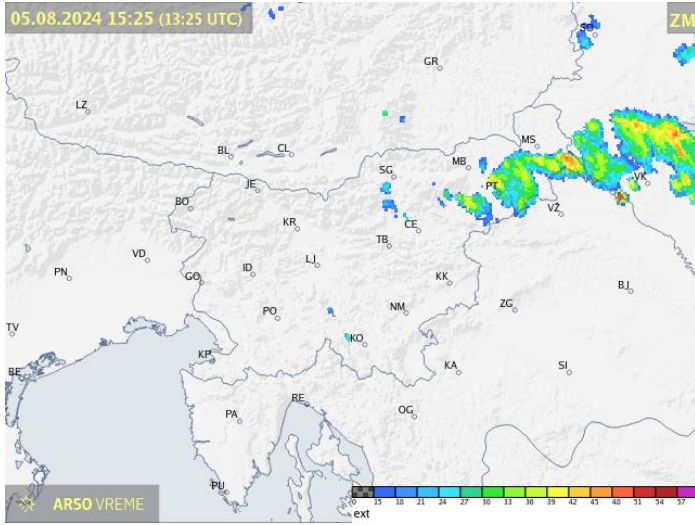 05.08.2024 15:25 (13:25 UTC)
ZM
SO
GR
LZ
MS
BL
CL
MB
SG
VK
JE
PT
BO
VŽ
KR
CE
TB
VD
LJ
PN
GO
ID
KK
BJ
PO
NM
ZG
TV
KO
KP
BE
KA
SI
RE
PA
OG
PU
ARSO VREME
0 15 18 21 24 27 30 33 36 39 42 45 48 51 54 57
ext